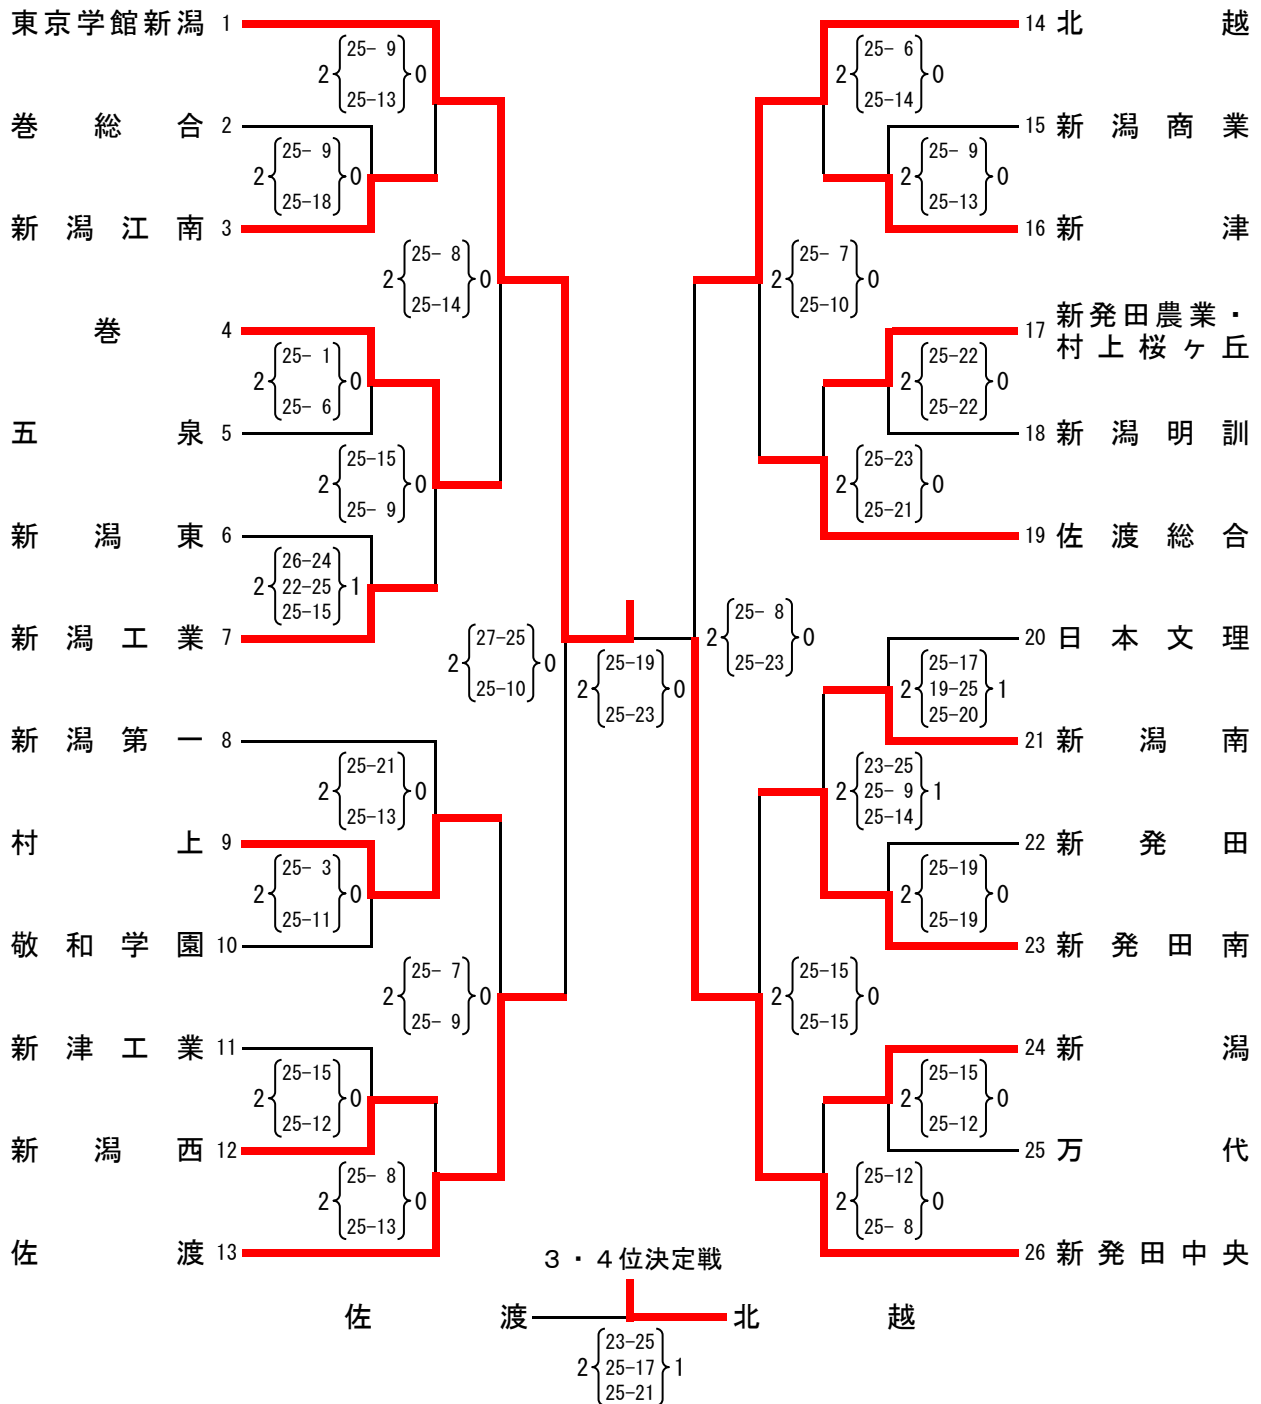 東京学館新潟 1
2 25- 9 0
25-13
巻総合 2
2 25- 9 0
25-18
新潟江南 3
2 25- 8 0
25-14
巻 4
2 25- 1 0
25- 6
五泉 5
2 25-15 0
25- 9
新潟東 6
26-24
2 22-25 1
25-15
新潟工業 7
2 27-25 0
25-10
新潟第一 8
2 25-21 0
25-13
村上 9
2 25- 3 0
25-11
敬和学園 10
2 25- 7 0
25- 9
新津工業 11
2 25-15 0
25-12
新潟西 12
2 25- 8 0
25-13
佐渡 13
2 25-19 0
25-23
14 北越
2 25- 6 0
25-14
15 新潟商業
2 25- 9 0
25-13
16 新津
2 25- 7 0
25-10
17 新発田農業・
村上桜ヶ丘
2 25-22 0
25-22
18 新潟明訓
2 25-23 0
25-21
19 佐渡総合
2 25- 8 0
25-23
20 日本文理
25-17
2 19-25 1
25-20
21 新潟南
23-25
2 25- 9 1
25-14
22 新発田
2 25-19 0
25-19
23 新発田南
2 25-15 0
25-15
24 新潟
2 25-15 0
25-12
25 万代
2 25-12 0
25- 8
26 新発田中央
3・4位決定戦
佐渡 北越
23-25
2 25-17 1
25-21